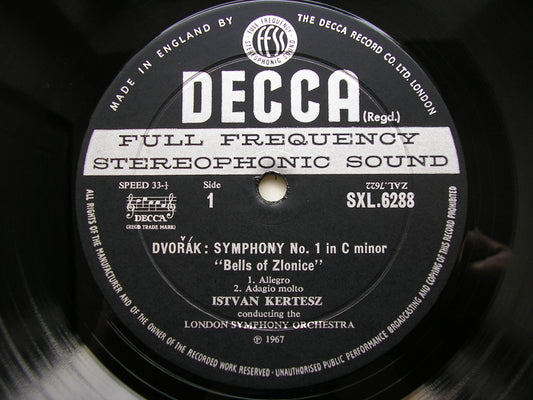 MADE IN ENGLAND BY
THE DECCA RECORD CO. LTD. LONDON
FULL FREQUENCY
ffss
STEREOPHONIC SOUND
DECCA
(Regd.)
FULL FREQUENCY
STEREOPHONIC SOUND
SPEED 33-⅓
Side
1
ZAL.7622
SXL.6288
DECCA
(REGD TRADE MARK)
DVOŘÁK : SYMPHONY No. 1 in C minor
“Bells of Zlonice”
1. Allegro
2. Adagio molto
ISTVAN KERTESZ
conducting the
LONDON SYMPHONY ORCHESTRA
℗ 1967
ALL RIGHTS OF THE MANUFACTURER AND OF THE OWNER OF THE RECORDED WORK RESERVED · UNAUTHORISED PUBLIC PERFORMANCE BROADCASTING AND COPYING OF THIS RECORD PROHIBITED